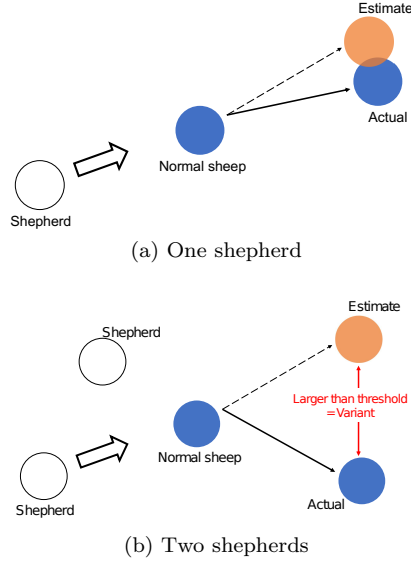 Estimate
Actual
Normal sheep
Shepherd
(a) One shepherd
Estimate
Shepherd
Larger than threshold
=Variant
Normal sheep
Shepherd
Actual
(b) Two shepherds